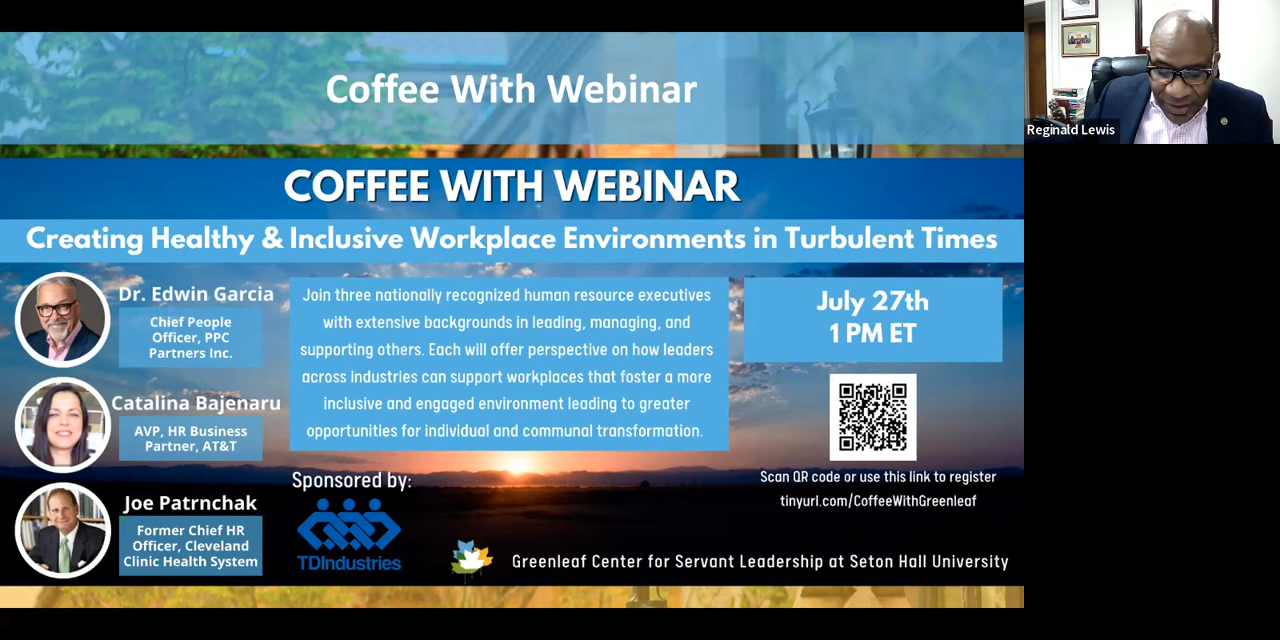 Coffee With Webinar
Reginald Lewis
COFFEE WITH WEBINAR
Creating Healthy & Inclusive Workplace Environments in Turbulent Times
Dr. Edwin Garcia
Chief People
Officer, PPC
Partners Inc.
Catalina Bajenaru
AVP, HR Business
Partner, AT&T
Joe Patrnchak
Former Chief HR
Officer, Cleveland
Clinic Health System
Join three nationally recognized human resource executives
with extensive backgrounds in leading, managing, and
supporting others. Each will offer perspective on how leaders
across industries can support workplaces that foster a more
inclusive and engaged environment leading to greater
opportunities for individual and communal transformation.
Sponsored by:
TDIndustries
July 27th
1 PM ET
Scan QR code or use this link to register
tinyurl.com/CoffeeWithGreenleaf
Greenleaf Center for Servant Leadership at Seton Hall University